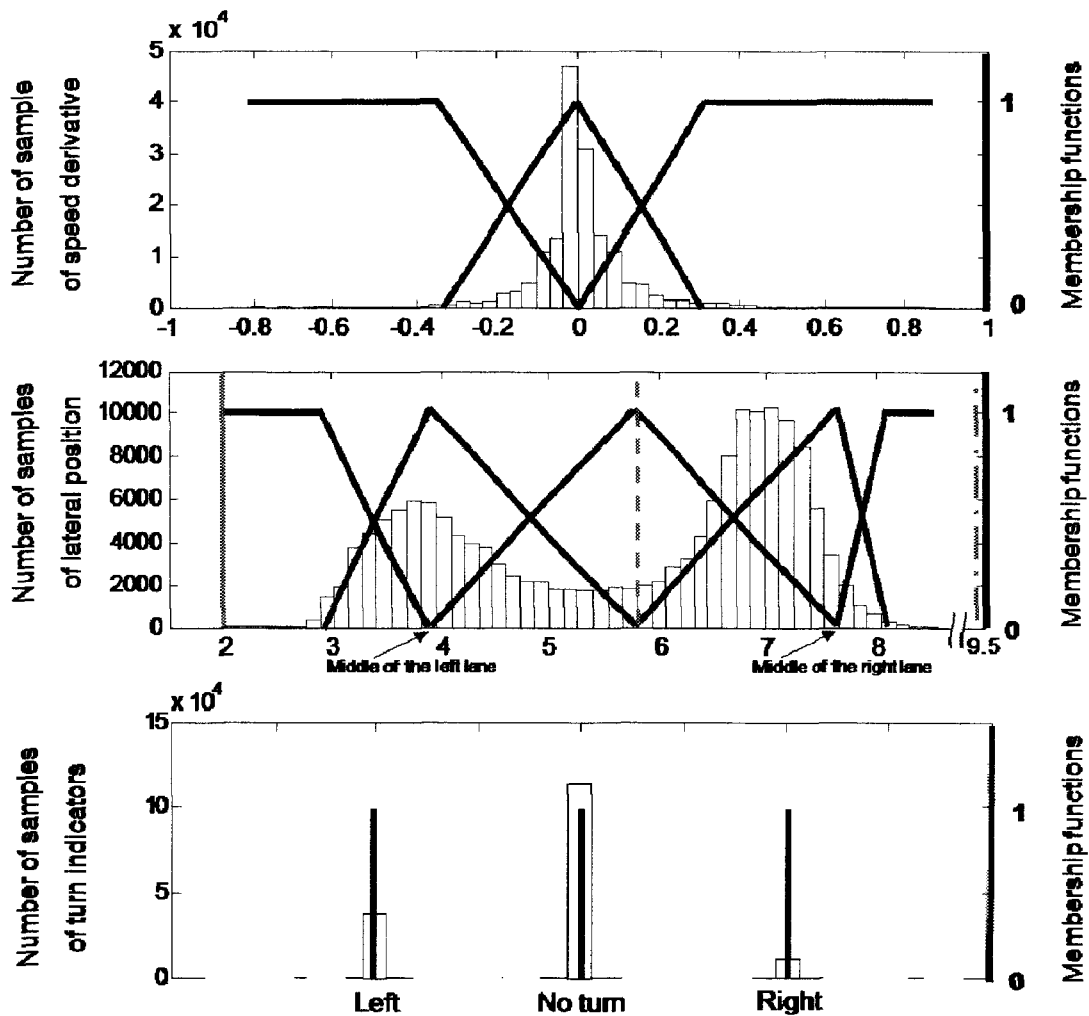 x 10^4
5
4
3
2
1
0
Number of sample
of speed derivative
1
0
Membership functions
-1 -0.8 -0.6 -0.4 -0.2 0 0.2 0.4 0.6 0.8 1
12000
10000
8000
6000
4000
2000
0
Number of samples
of lateral position
1
0
Membership functions
2 3 4 5 6 7 8 9.5
Middle of the left lane
Middle of the right lane
x 10^4
15
10
5
0
Number of samples
of turn indicators
1
0
Membership functions
Left No turn Right